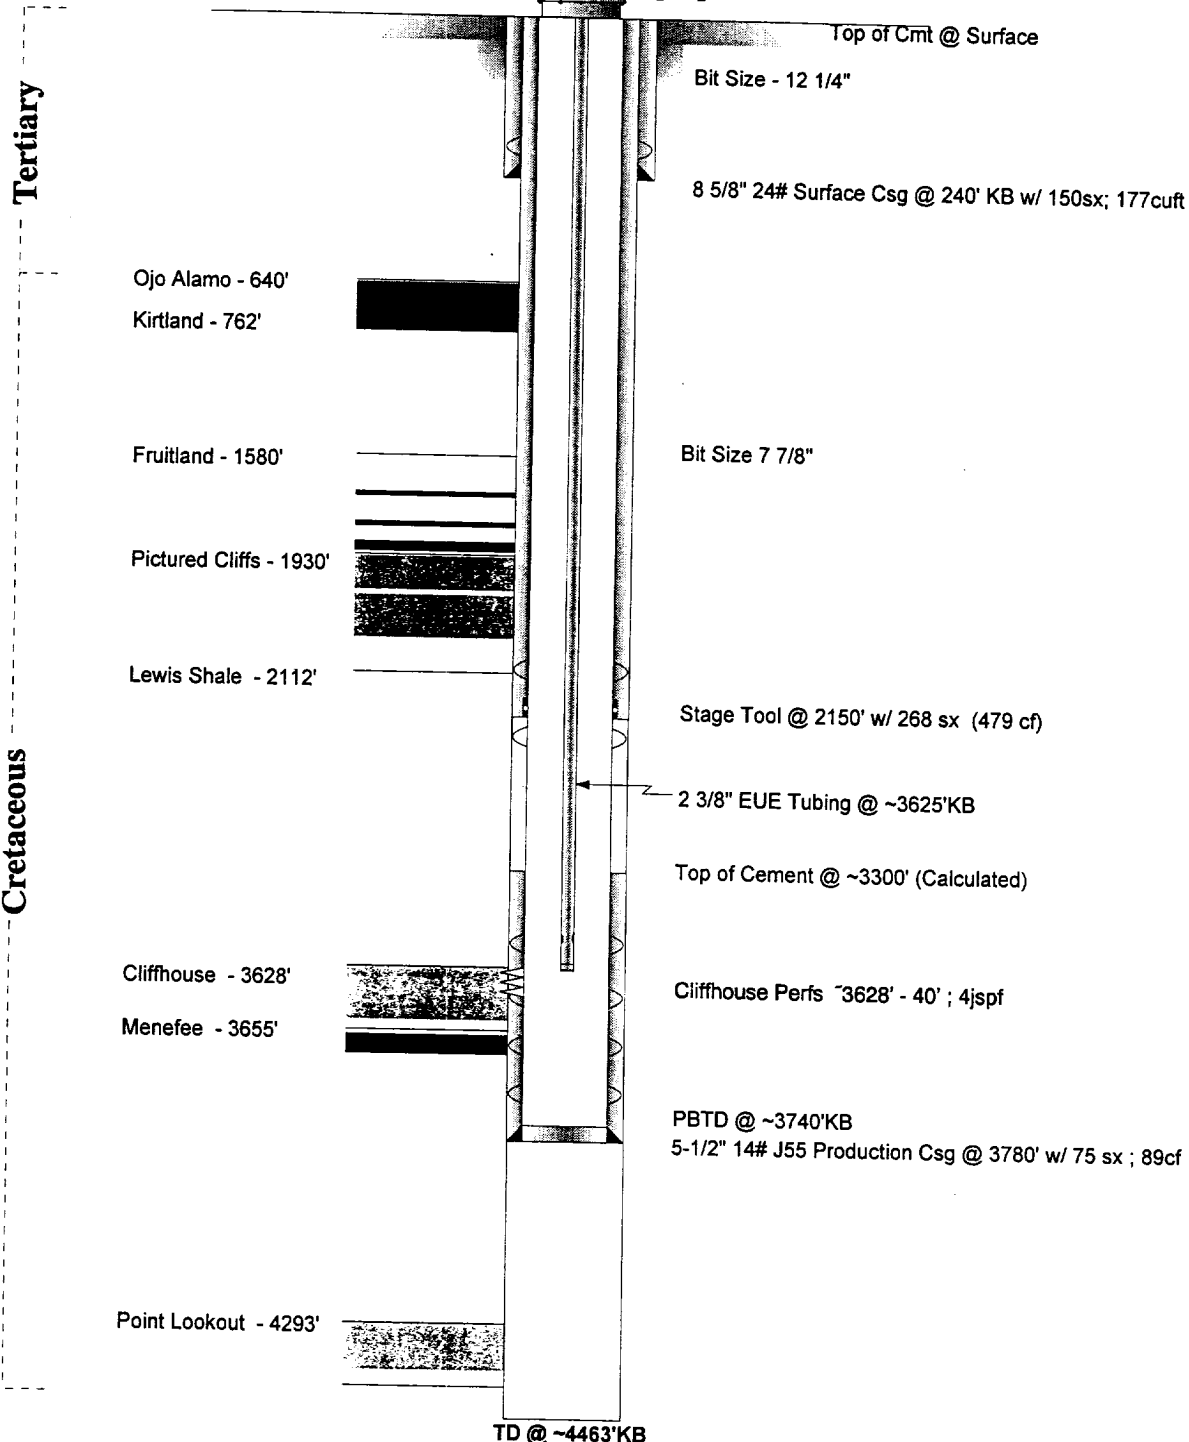 Top of Cmt @ Surface
Bit Size - 12 1/4"
Tertiary
8 5/8" 24# Surface Csg @ 240' KB w/ 150sx; 177cuft
Ojo Alamo - 640'
Kirtland - 762'
Fruitland - 1580'
Bit Size 7 7/8"
Pictured Cliffs - 1930'
Lewis Shale - 2112'
Stage Tool @ 2150' w/ 268 sx (479 cf)
2 3/8" EUE Tubing @ ~3625'KB
Cretaceous
Top of Cement @ ~3300' (Calculated)
Cliffhouse - 3628'
Cliffhouse Perfs ~3628' - 40' ; 4jspf
Menefee - 3655'
PBTD @ ~3740'KB
5-1/2" 14# J55 Production Csg @ 3780' w/ 75 sx ; 89cf
Point Lookout - 4293'
TD @ ~4463'KB